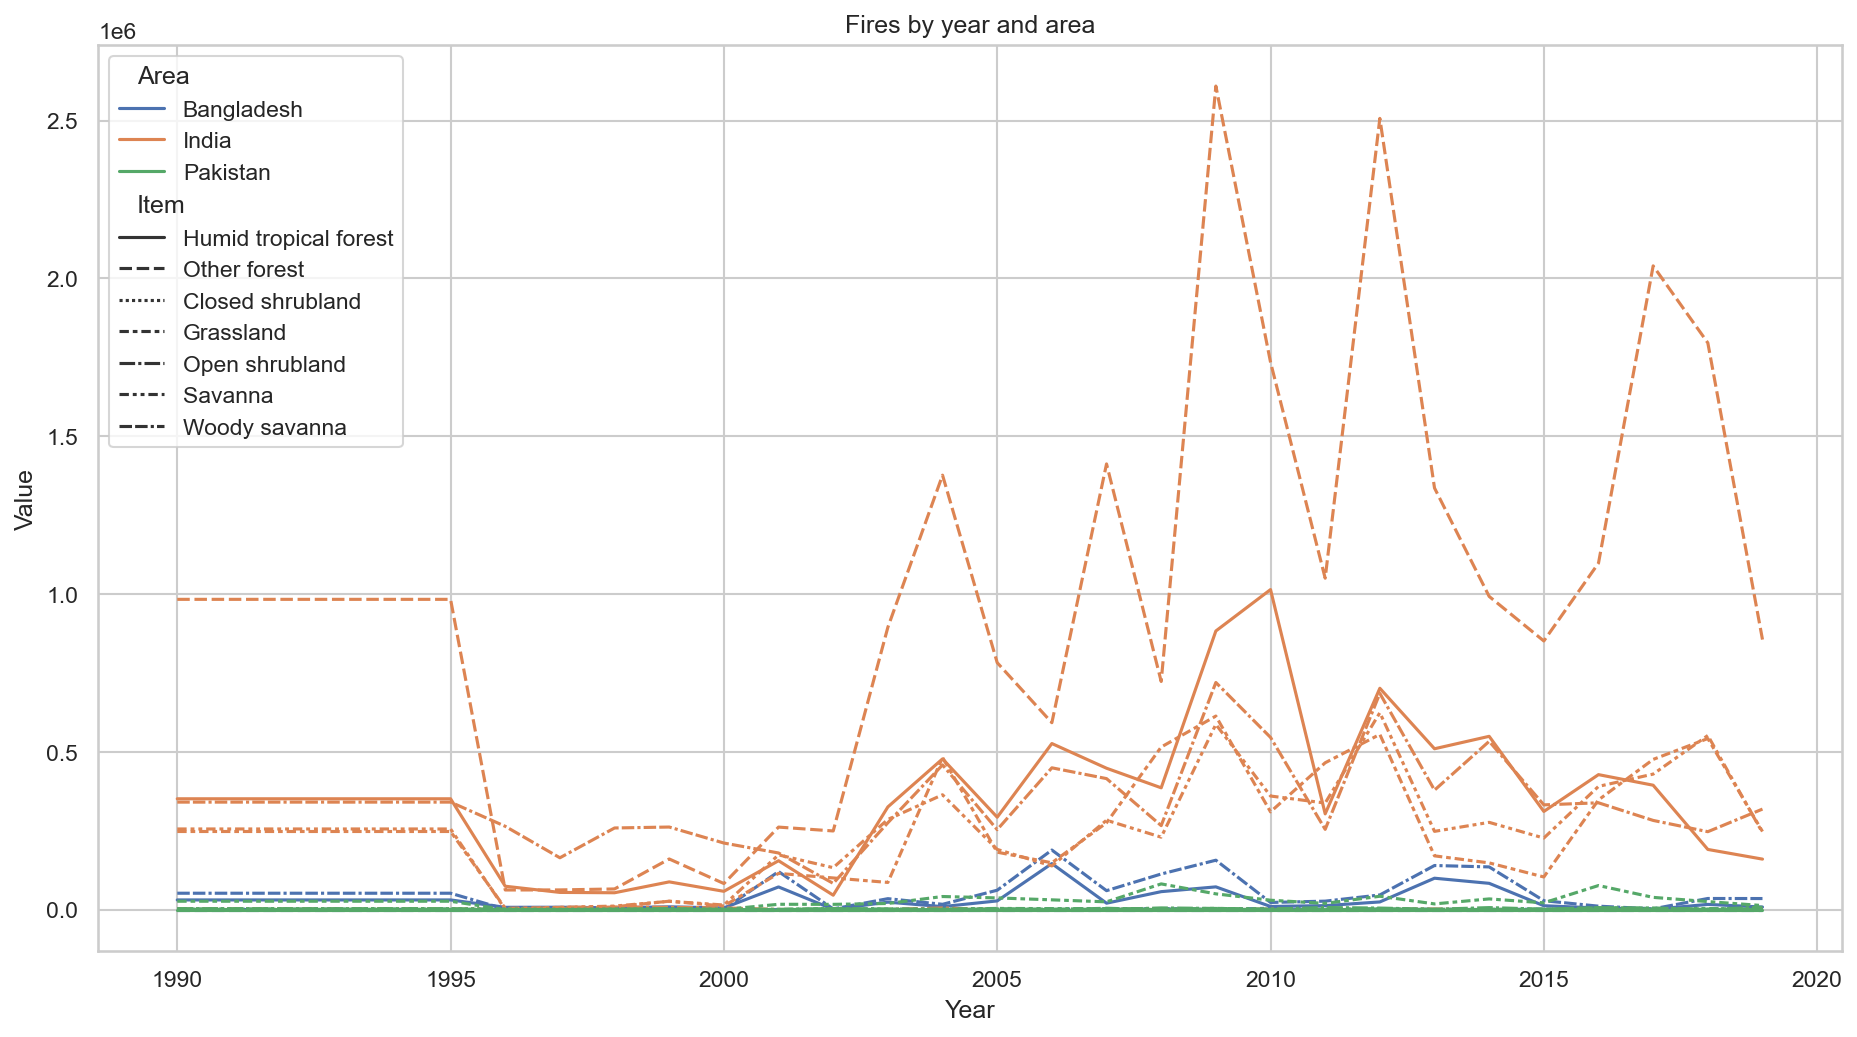 Fires by year and area
1e6
Area
Bangladesh
India
Pakistan
Item
Humid tropical forest
Other forest
Closed shrubland
Grassland
Open shrubland
Savanna
Woody savanna
2.5
2.0
1.5
1.0
0.5
0.0
Value
1990 1995 2000 2005 2010 2015 2020
Year